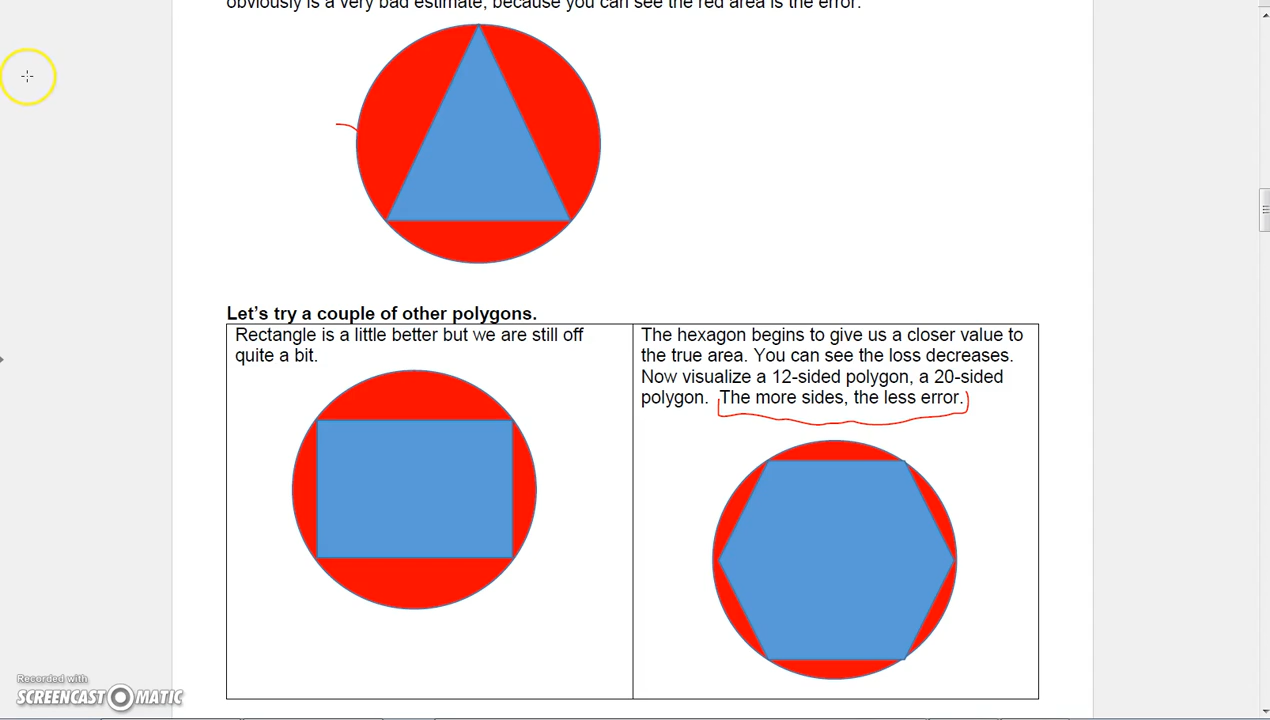 obviously is a very bad estimate, because you can see the red area is the error.
Let's try a couple of other polygons.
Rectangle is a little better but we are still off
quite a bit.
The hexagon begins to give us a closer value to
the true area. You can see the loss decreases.
Now visualize a 12-sided polygon, a 20-sided
polygon.  The more sides, the less error.
Recorded with
SCREENCAST MATIC